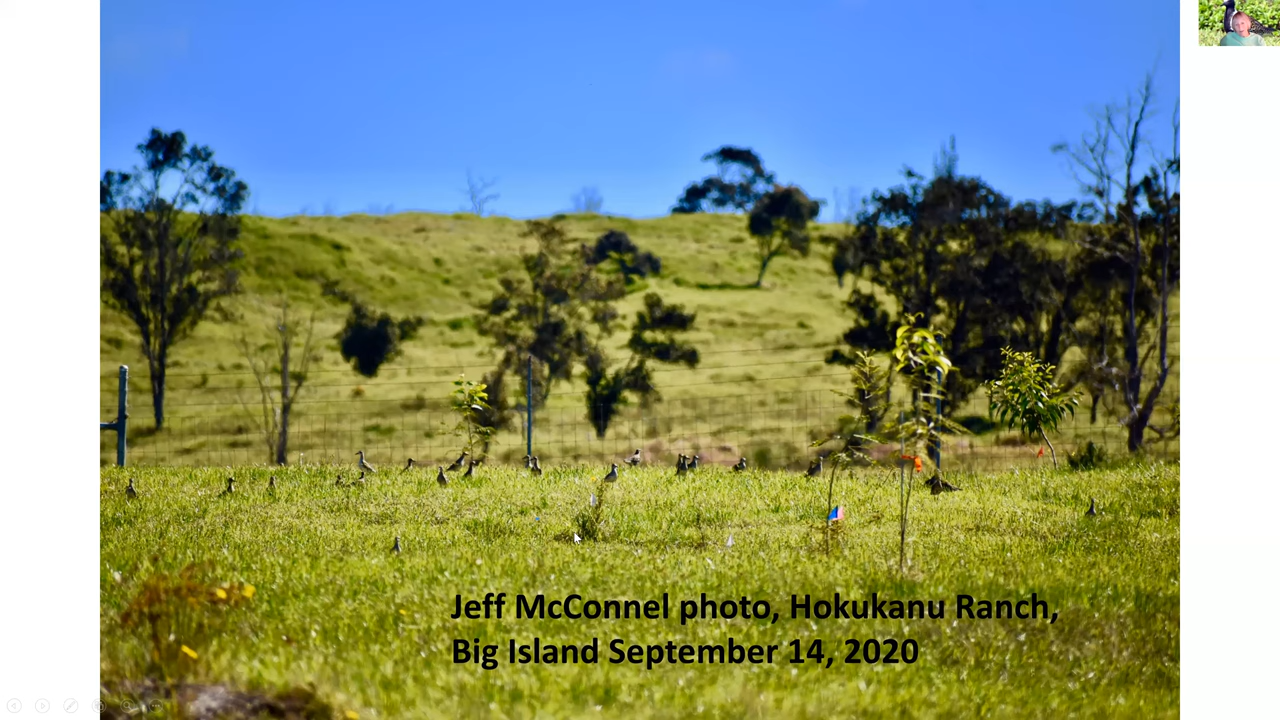 Jeff McConnel photo, Hokukanu Ranch,
Big Island September 14, 2020